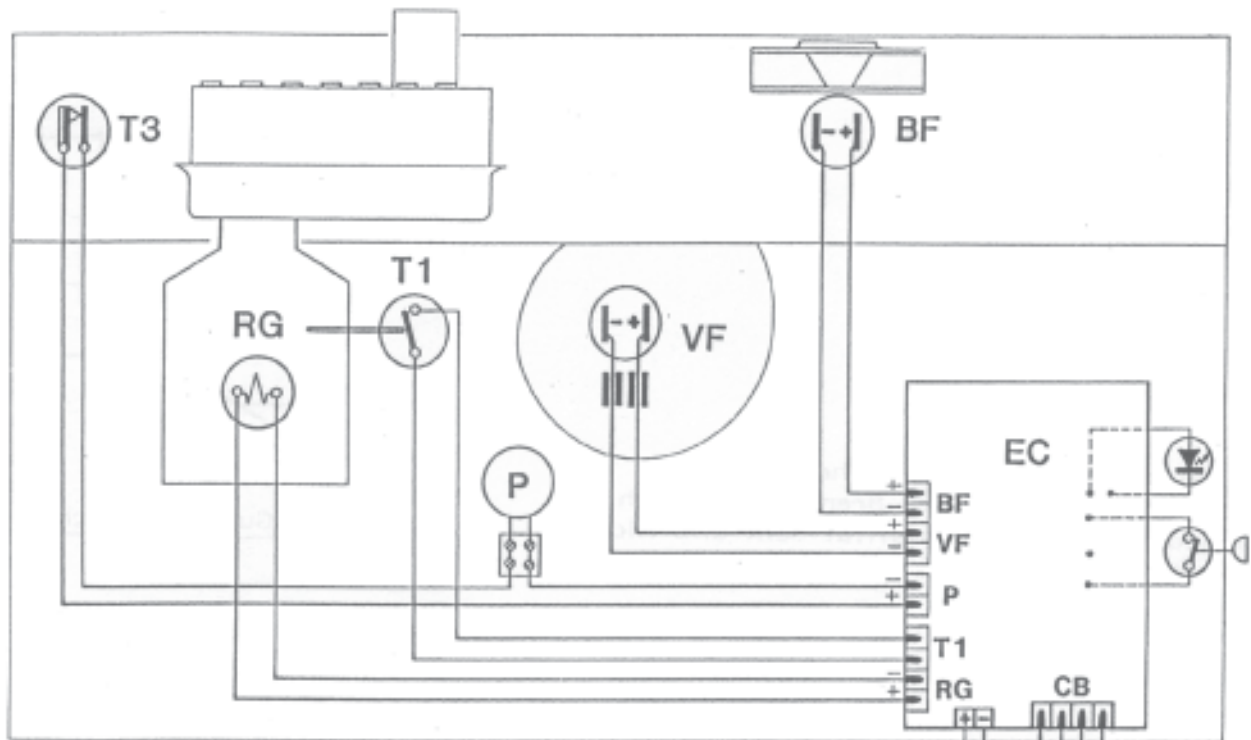 T3
BF
- +
T1
RG
VF
- +
P
EC
+
-
BF
+
-
VF
-
+
P
T1
-
+
RG
CB
+ -